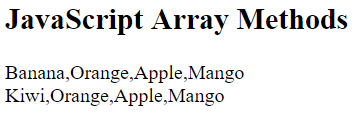 JavaScript Array Methods
Banana,Orange,Apple,Mango
Kiwi,Orange,Apple,Mango